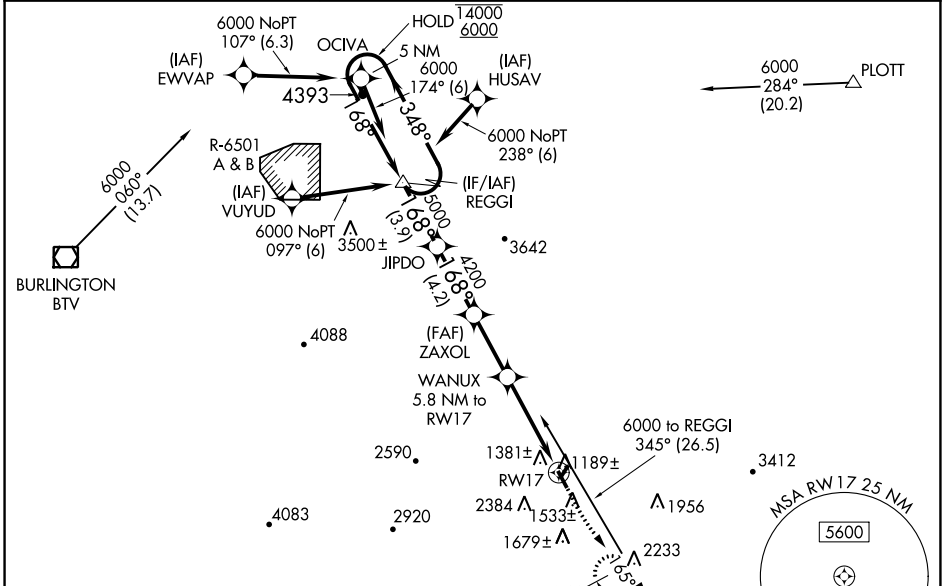 6000 NoPT
107° (6.3)
(IAF)
EWVAP
OCIVA
HOLD 14000
6000
5 NM
6000
174° (6)
(IAF)
HUSAV
4393
168°
348°
6000 NoPT
238° (6)
6000
284°
(20.2)
PLOTT
R-6501
A & B
(IAF)
VUYUD
6000 NoPT
097° (6)
3500±
(IF/IAF)
REGGI
6000
060°
(13.7)
BURLINGTON
BTV
5000
168°
(3.9)
JIPDO
3642
4200
168°
(4.2)
4088
(FAF)
ZAXOL
WANUX
5.8 NM to
RW17
6000 to REGGI
345° (26.5)
2590
1381±
1189±
RW17
3412
2384
1533±
1956
4083
2920
1679±
2233
165°
MSA RW17 25 NM
5600